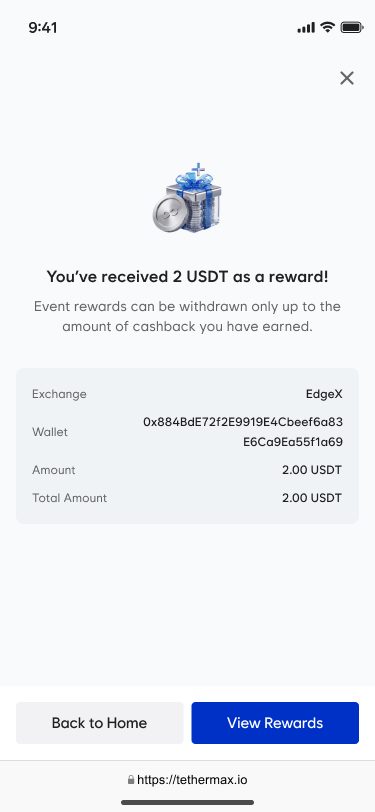 9:41
You've received 2 USDT as a reward!
Event rewards can be withdrawn only up to the
amount of cashback you have earned.
Exchange EdgeX
Wallet 0x884BdE72f2E9919E4Cbeef6a83
E6Ca9Ea55f1a69
Amount 2.00 USDT
Total Amount 2.00 USDT
Back to Home View Rewards
https://tethermax.io